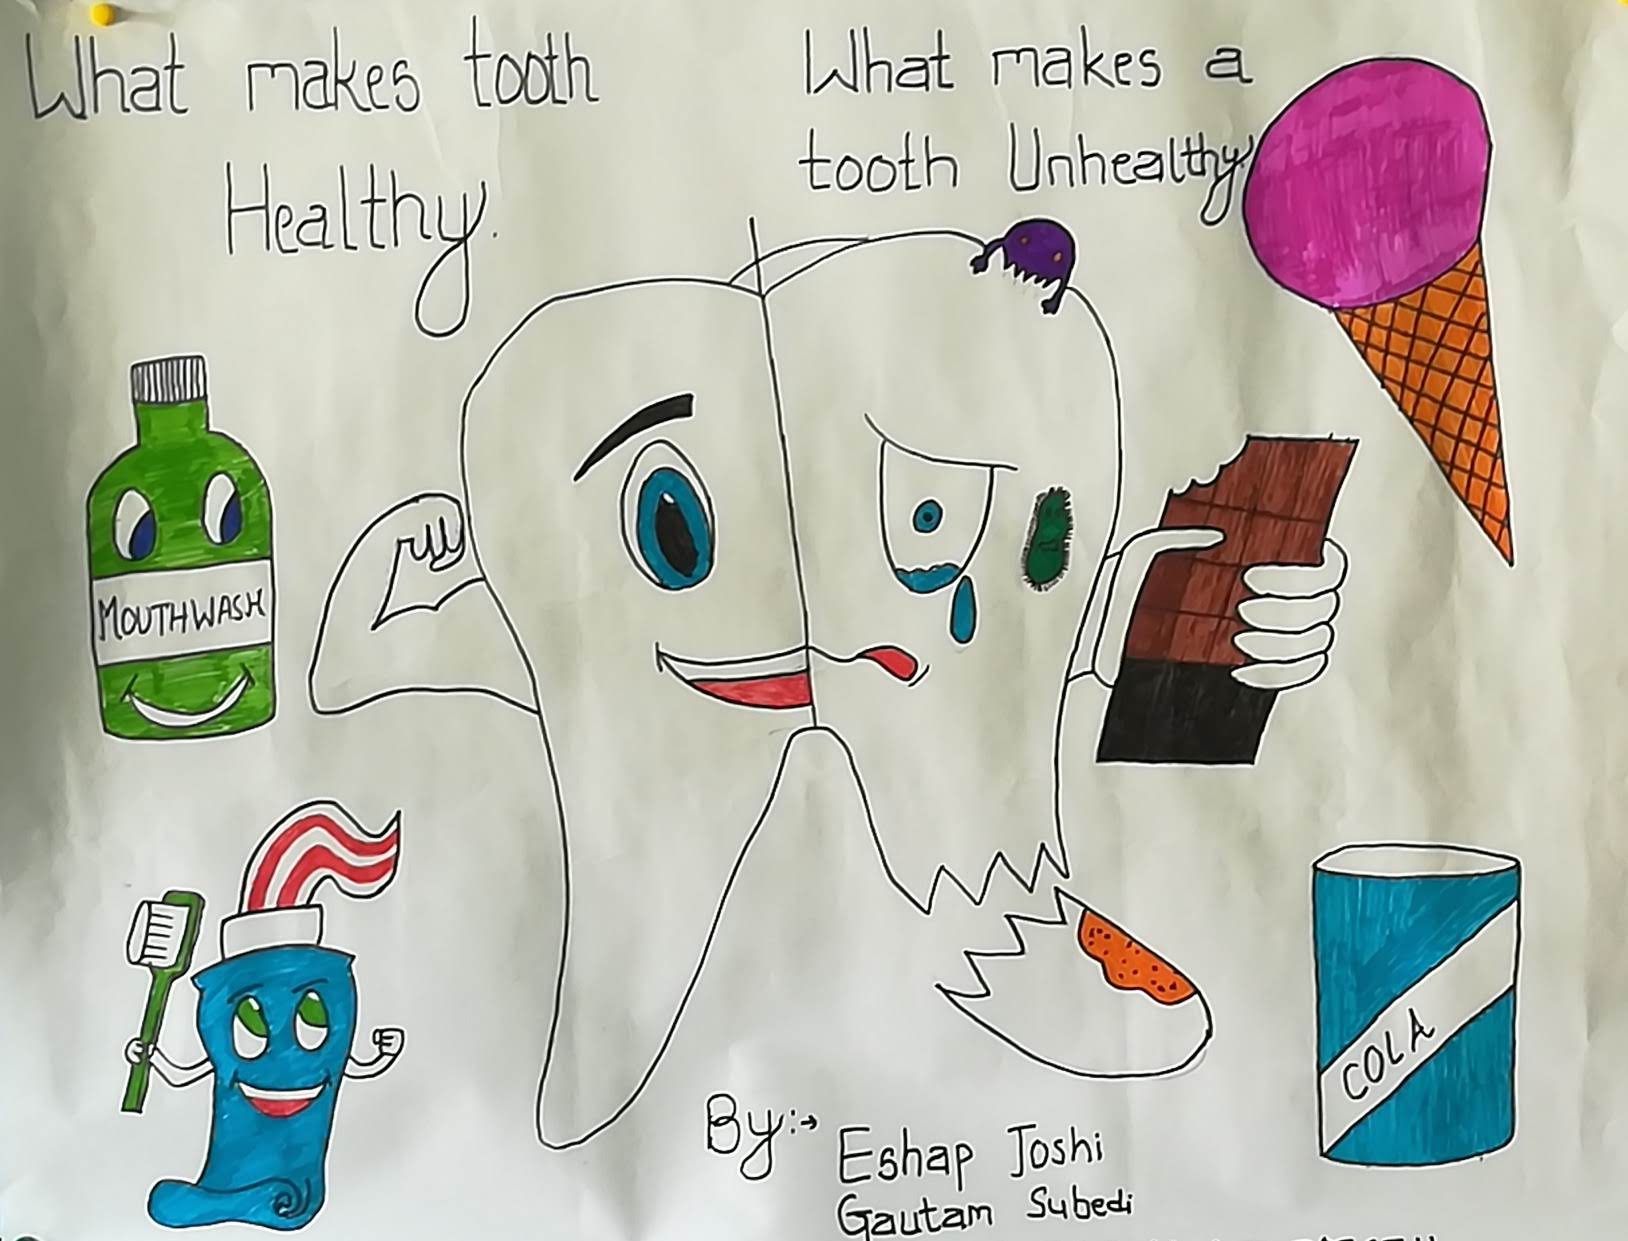 What makes tooth
Healthy.
What makes a
tooth Unhealthy
MOUTHWASH
COLA
By:→
Eshap Joshi
Gautam Subedi